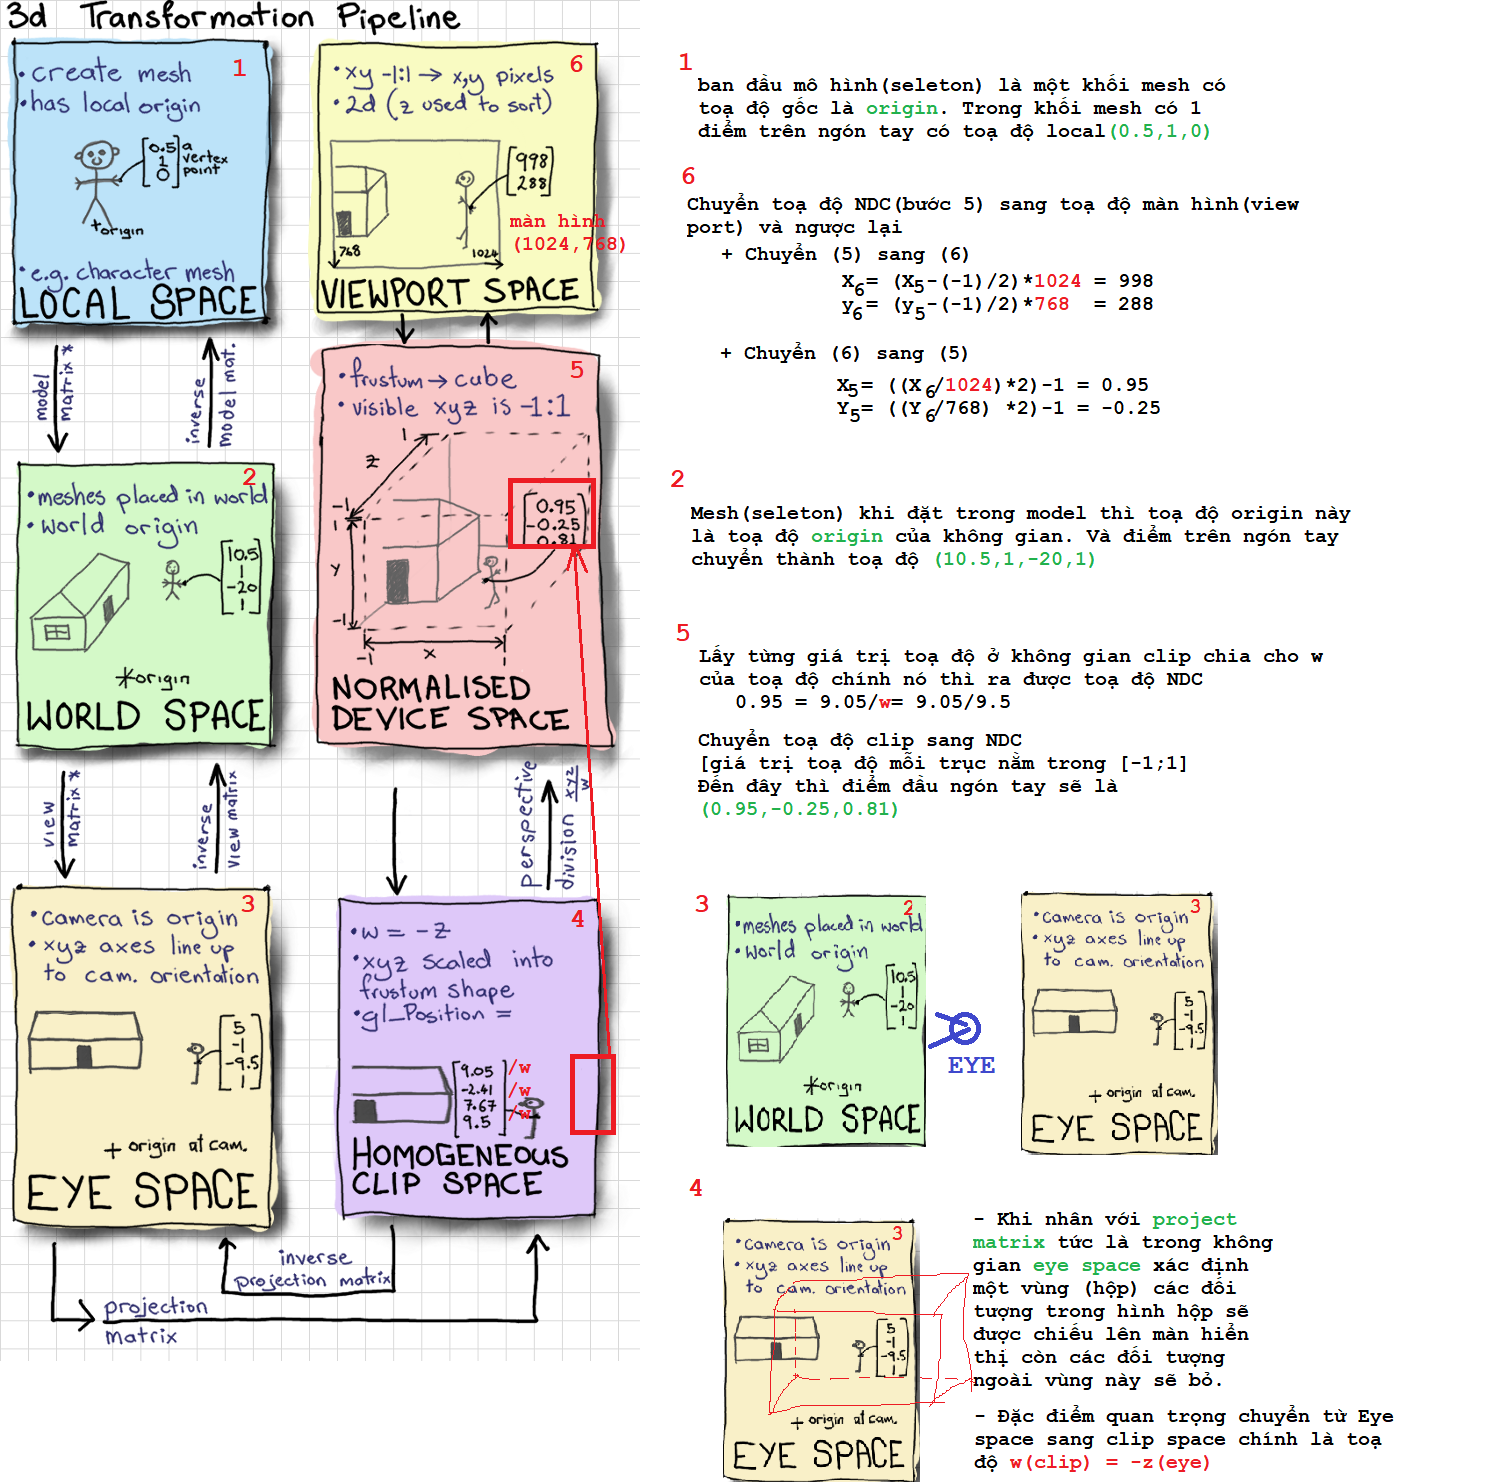 3d Transformation Pipeline
1
• create mesh
• has local origin
[0.5
1
0]
a
vertex
point
+origin
• e.g. character mesh
LOCAL SPACE
model
matrix *
inverse
model mat.
2
• meshes placed in world
• world origin
[10.5
1
-20
1]
*origin
WORLD SPACE
view
matrix *
inverse
view matrix
3
• camera is origin
• xyz axes line up
to cam. orientation
[5
-1
-9.5
1]
+ origin at cam.
EYE SPACE
projection
matrix
inverse
projection matrix
6
• xy -1:1 → x,y pixels
• 2d (z used to sort)
[998
288]
màn hình
(1024,768)
768
1024
VIEWPORT SPACE
5
• frustum → cube
• visible xyz is -1:1
1
z
-1
1
y
-1
-1
x
1
[0.95
-0.25
0.81]
NORMALISED
DEVICE SPACE
perspective
division xyz/w
4
• w = -z
• xyz scaled into
frustum shape
• gl_Position =
[9.05 /w
-2.41 /w
7.67 /w
9.5]
HOMOGENEOUS
CLIP SPACE
1
ban đầu mô hình(seleton) là một khối mesh có
toạ độ gốc là origin. Trong khối mesh có 1
điểm trên ngón tay có toạ độ local(0.5,1,0)
6
Chuyển toạ độ NDC(bước 5) sang toạ độ màn hình(view
port) và ngược lại
+ Chuyển (5) sang (6)
X6= (X5-(-1)/2)*1024 = 998
y6= (y5-(-1)/2)*768 = 288
+ Chuyển (6) sang (5)
X5= ((X6/1024)*2)-1 = 0.95
Y5= ((Y6/768) *2)-1 = -0.25
2
Mesh(seleton) khi đặt trong model thì toạ độ origin này
là toạ độ origin của không gian. Và điểm trên ngón tay
chuyển thành toạ độ (10.5,1,-20,1)
5
Lấy từng giá trị toạ độ ở không gian clip chia cho w
của toạ độ chính nó thì ra được toạ độ NDC
0.95 = 9.05/w= 9.05/9.5
Chuyển toạ độ clip sang NDC
[giá trị toạ độ mỗi trục nằm trong [-1;1]
Đến đây thì điểm đầu ngón tay sẽ là
(0.95,-0.25,0.81)
3
2
• meshes placed in world
• world origin
[10.5
1
-20
1]
*origin
WORLD SPACE
EYE
3
• camera is origin
• xyz axes line up
to cam. orientation
[5
-1
-9.5
1]
+ origin at cam.
EYE SPACE
4
3
• camera is origin
• xyz axes line up
to cam. orientation
[5
-1
-9.5
1]
+ origin at cam.
EYE SPACE
- Khi nhân với project
matrix tức là trong không
gian eye space xác định
một vùng (hộp) các đối
tượng trong hình hộp sẽ
được chiếu lên màn hiển
thị còn các đối tượng
ngoài vùng này sẽ bỏ.
- Đặc điểm quan trọng chuyển từ Eye
space sang clip space chính là toạ
độ w(clip) = -z(eye)